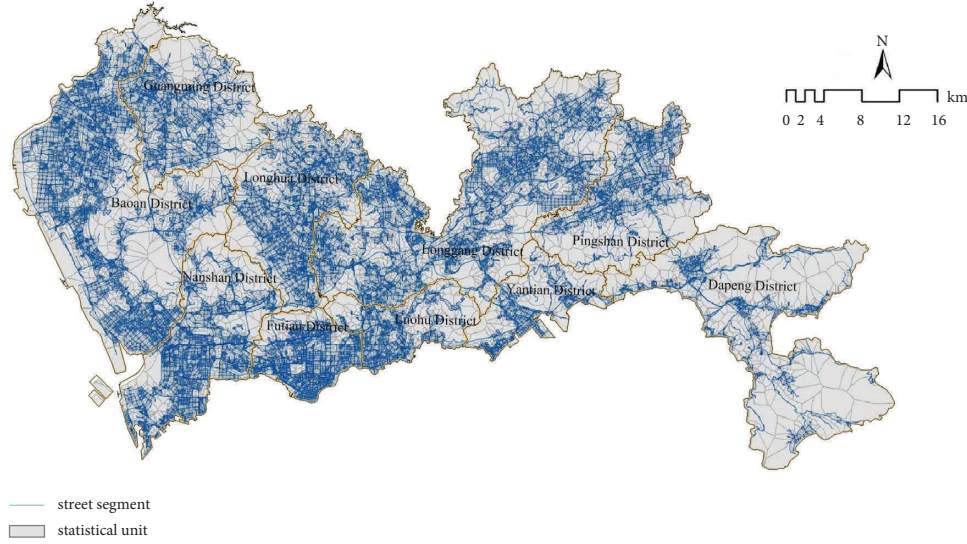 N
km
0 2 4 8 12 16
Guangming District
Longhua District
Baoan District
Nanshan District
Futian District
Luohu District
Longgang District
Yantian District
Pingshan District
Dapeng District
street segment
statistical unit